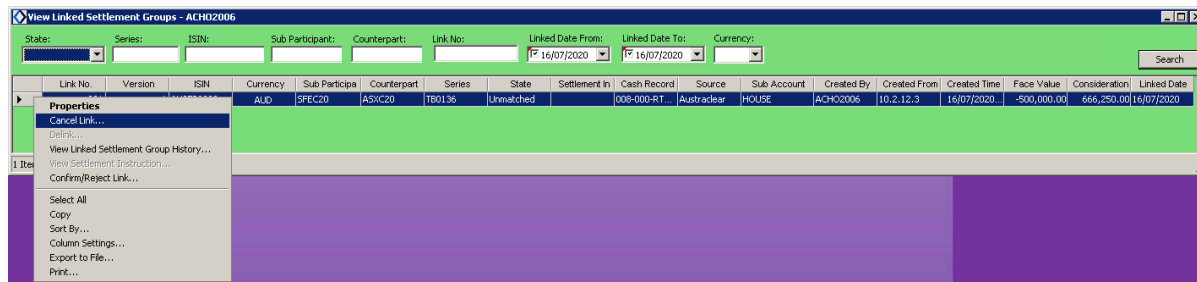 View Linked Settlement Groups - ACHO2006
State: Series: ISIN: Sub Participant: Counterpart: Link No: Linked Date From: Linked Date To: Currency:
16/07/2020 16/07/2020
Search
Link No. Version ISIN Currency Sub Participa Counterpart Series State Settlement In Cash Record Source Sub Account Created By Created From Created Time Face Value Consideration Linked Date
AUD SFEC20 ASXC20 TB0136 Unmatched 008-000-RT... Austraclear HOUSE ACHO2006 10.2.12.3 16/07/2020... -500,000.00 666,250.00 16/07/2020
Properties
Cancel Link...
Delink...
View Linked Settlement Group History...
1 Ite
View Settlement Instruction...
Confirm/Reject Link...
Select All
Copy
Sort By...
Column Settings...
Export to File...
Print...